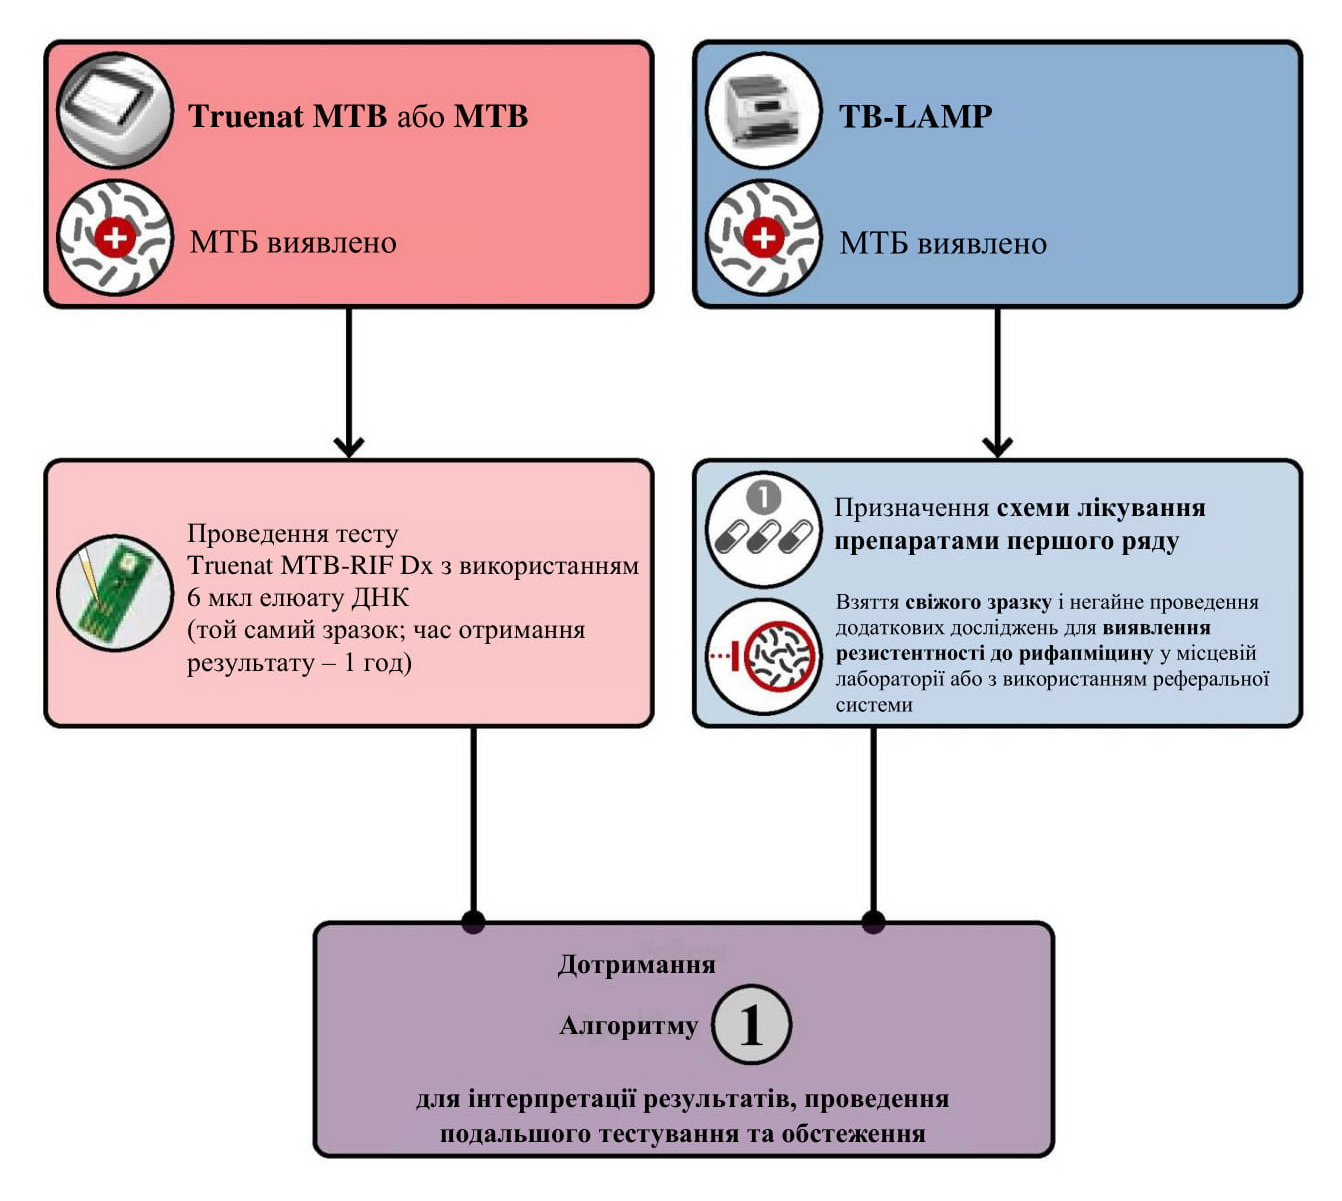 Truenat MTB або MTB
МТБ виявлено
TB-LAMP
МТБ виявлено
Проведення тесту
Truenat MTB-RIF Dx з використанням
6 мкл елюату ДНК
(той самий зразок; час отримання
результату – 1 год)
1
Призначення схеми лікування
препаратами першого ряду
Взяття свіжого зразку і негайне проведення
додаткових досліджень для виявлення
резистентності до рифапміцину у місцевій
лабораторії або з використанням реферальної
системи
Дотримання
Алгоритму 1
для інтерпретації результатів, проведення
подальшого тестування та обстеження